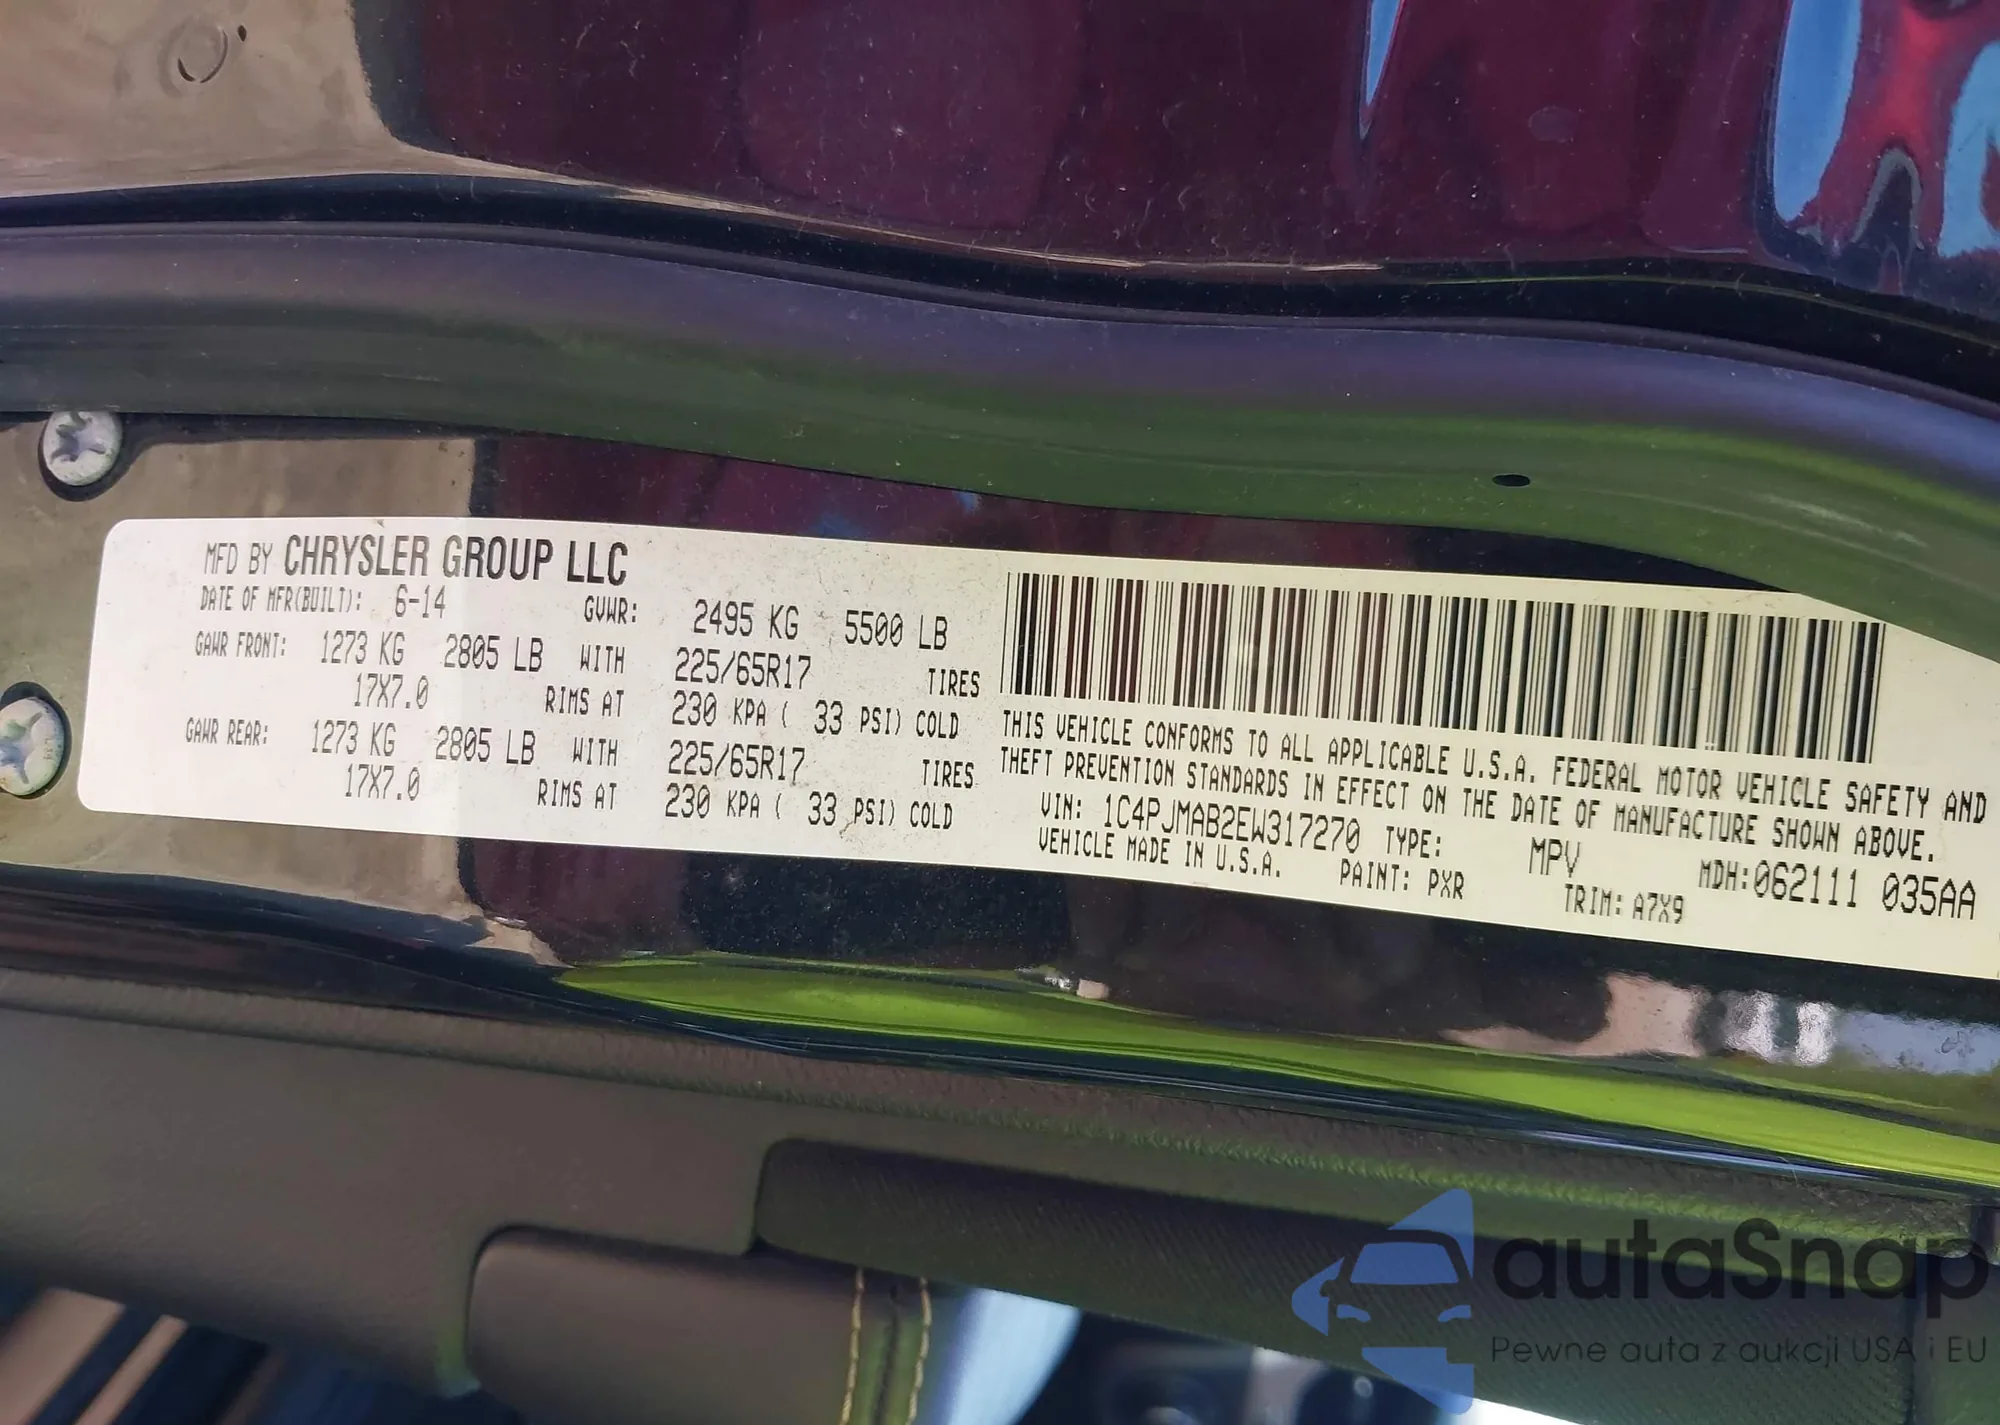 MFD BY CHRYSLER GROUP LLC
DATE OF MFR(BUILT): 6-14 GVWR: 2495 KG 5500 LB
GAWR FRONT: 1273 KG 2805 LB WITH 225/65R17 TIRES
17X7.0 RIMS AT 230 KPA ( 33 PSI) COLD
GAWR REAR: 1273 KG 2805 LB WITH 225/65R17 TIRES
17X7.0 RIMS AT 230 KPA ( 33 PSI) COLD
THIS VEHICLE CONFORMS TO ALL APPLICABLE U.S.A. FEDERAL MOTOR VEHICLE SAFETY AND
THEFT PREVENTION STANDARDS IN EFFECT ON THE DATE OF MANUFACTURE SHOWN ABOVE.
VIN: 1C4PJMAB2EW317270 TYPE: MPV MDH:062111 035AA
VEHICLE MADE IN U.S.A. PAINT: PXR TRIM: A7X9
autaSnap
Pewne auta z aukcji USA i EU